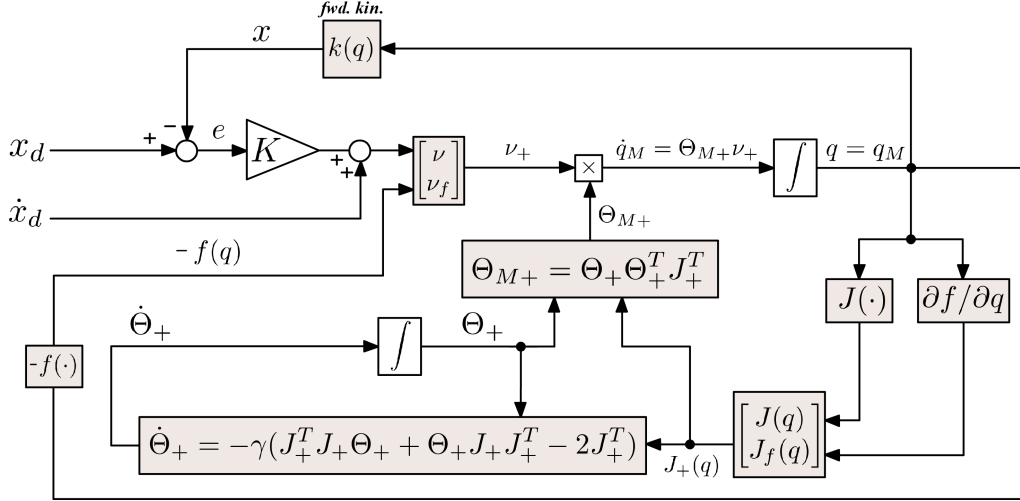 fwd. kin.
x
k(q)
x_d
+
−
e
K
+
+
ẋ_d
[ν
ν_f]
ν_+
×
q̇_M = Θ_{M+}ν_+
∫
q = q_M
Θ_{M+}
-f(q)
Θ_{M+} = Θ_+Θ_+^T J_+^T
J(·)
∂f/∂q
Θ̇_+
∫
Θ_+
-f(·)
Θ̇_+ = −γ(J_+^T J_+Θ_+ + Θ_+J_+J_+^T − 2J_+^T)
J_+(q)
[J(q)
J_f(q)]